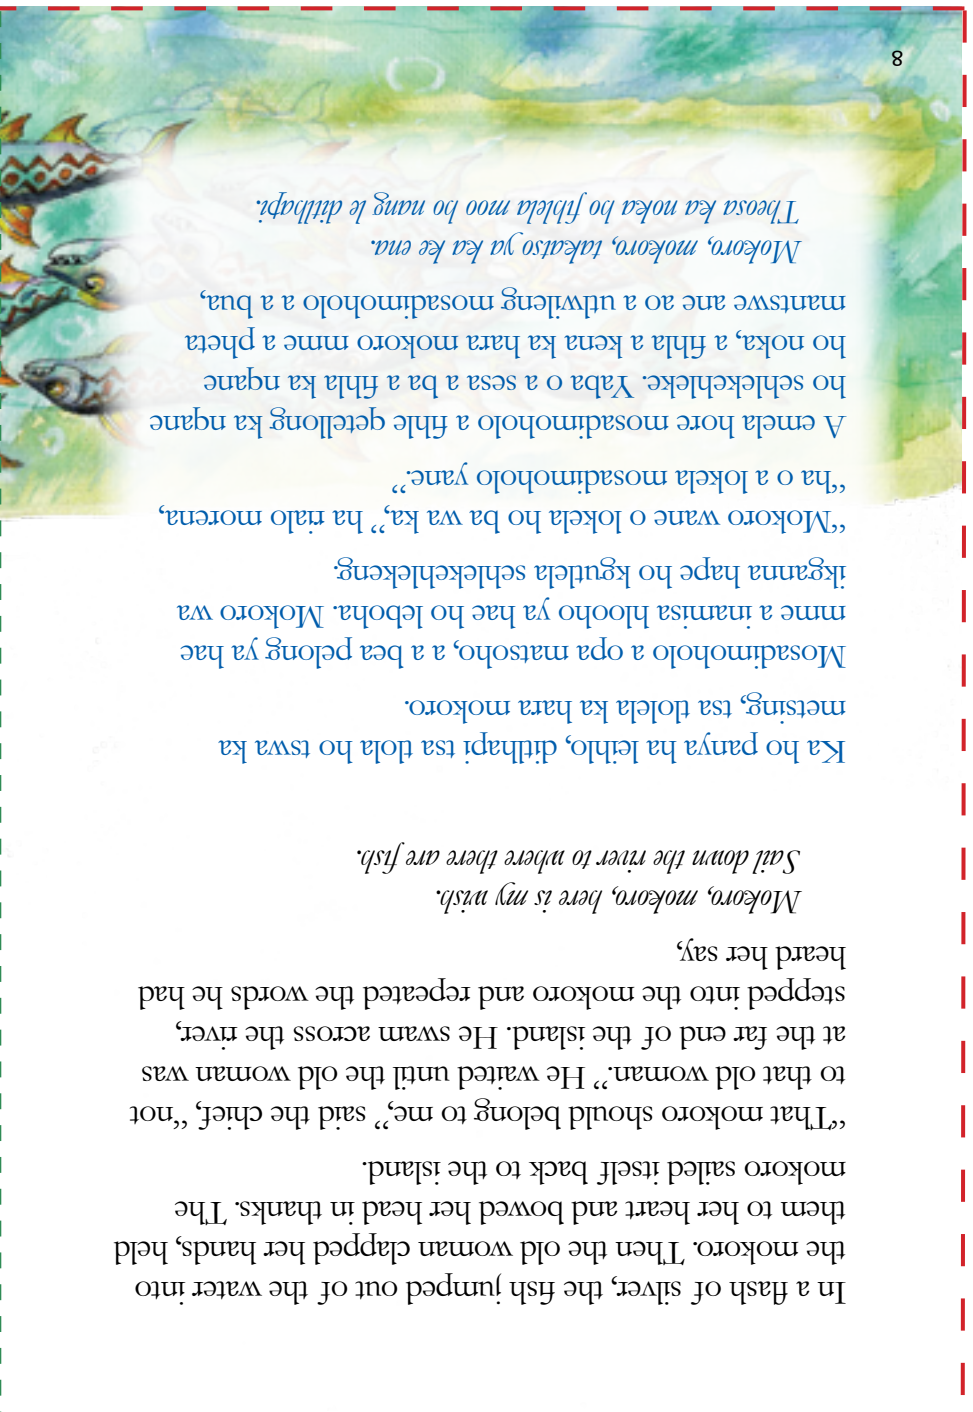 In a flash of silver, the fish jumped out of the water into
the mokoro. Then the old woman clapped her hands, held
them to her heart and bowed her head in thanks. The
mokoro sailed itself back to the island.
“That mokoro should belong to me,” said the chief, “not
to that old woman.” He waited until the old woman was
at the far end of the island. He swam across the river,
stepped into the mokoro and repeated the words he had
heard her say,
Mokoro, mokoro, here is my wish.
Sail down the river to where there are fish.
Ka ho panya ha leihlo, ditlhapi tsa tlola ho tswa ka
metsing, tsa tlolela ka hara mokoro.
Mosadimoholo a opa matsoho, a a bea pelong ya hae
mme a inamisa hlooho ya hae ho leboha. Mokoro wa
ikganna hape ho kgutlela sehlekehlekeng.
“Mokoro wane o lokela ho ba wa ka,” ha rialo morena,
“ha o a lokela mosadimoholo yane.”
A emela hore mosadimoholo a fihle qetellong ka nqane
ho sehlekehleke. Yaba o a sesa a ba a fihla ka nqane
ho noka, a fihla a kena ka hara mokoro mme a pheta
mantswe ane ao a utlwileng mosadimoholo a a bua,
Mokoro, mokoro, takatso ya ka ke ena.
Theosa ka noka ho fihlela moo ho nang le ditlhapi.
8